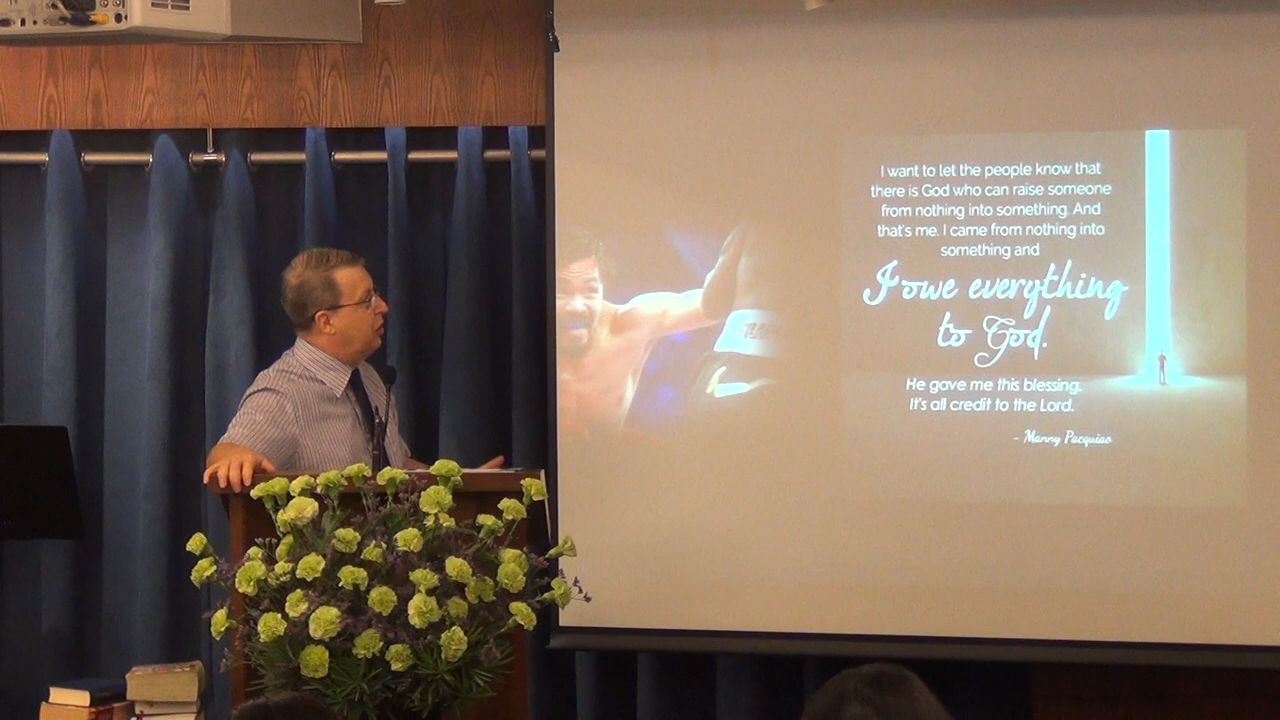 I want to let the people know that
there is God who can raise someone
from nothing into something. And
that's me. I came from nothing into
something and
I owe everything
to God.
He gave me this blessing.
It's all credit to the Lord.
- Manny Pacquiao